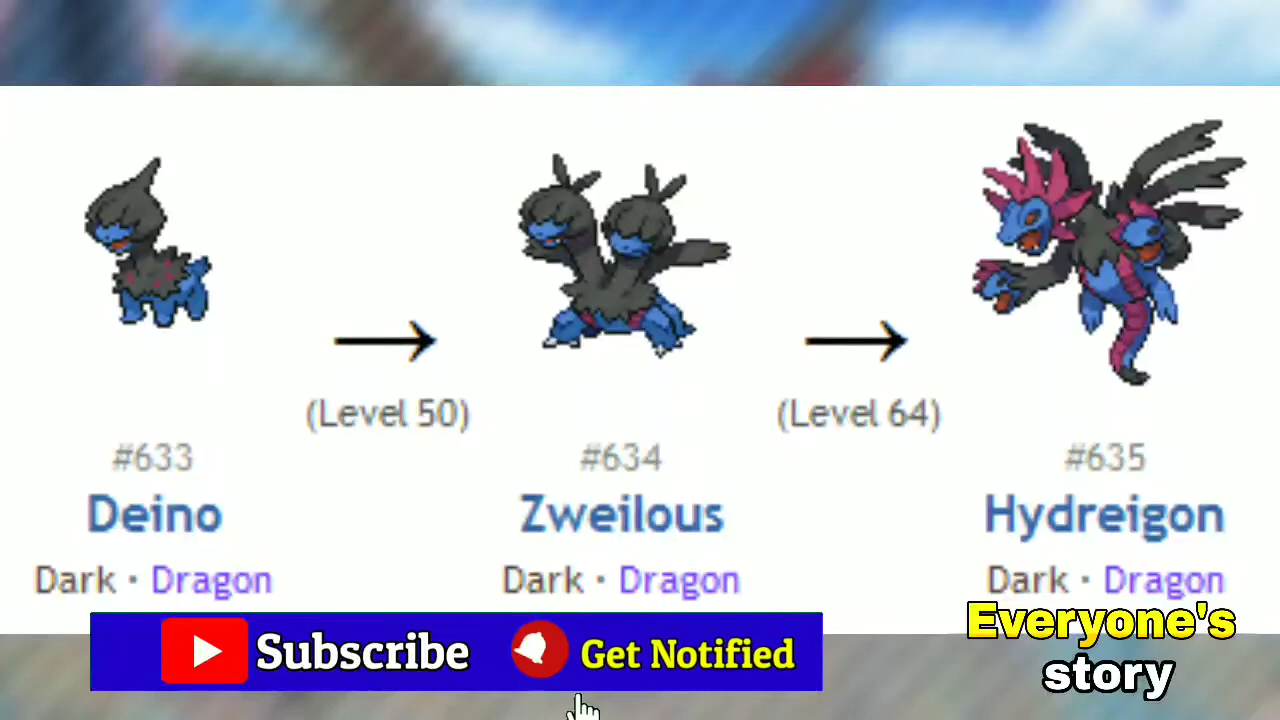 (Level 50)
(Level 64)
#633
#634
#635
Deino
Zweilous
Hydreigon
Dark · Dragon
Dark · Dragon
Dark · Dragon
Subscribe
Get Notified
Everyone's
story